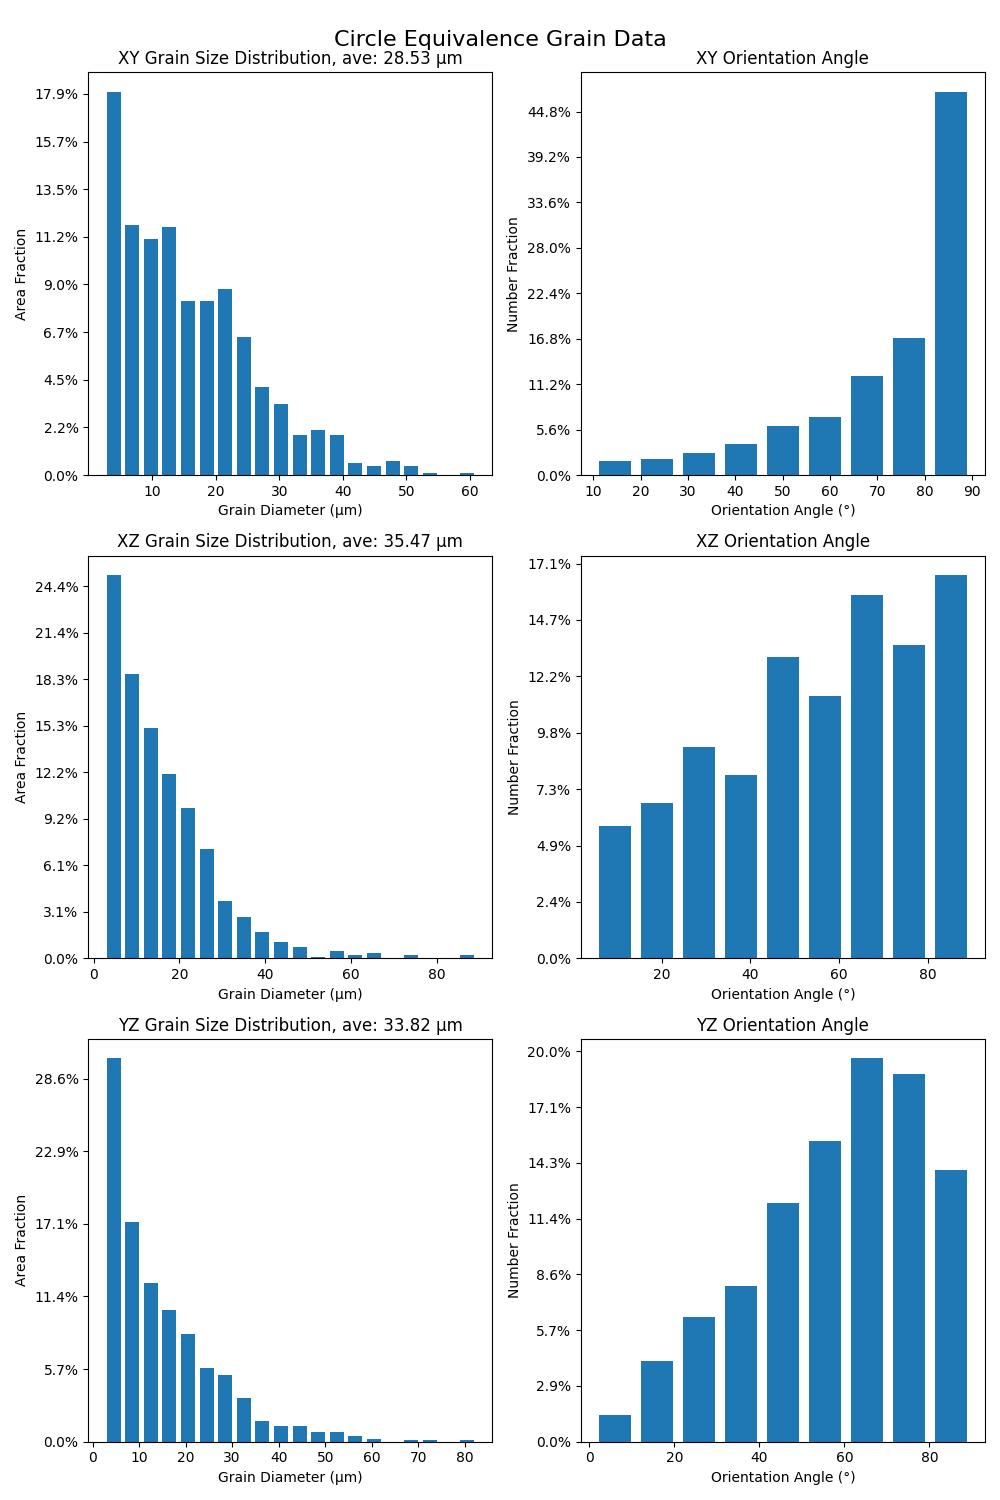 Circle Equivalence Grain Data
XY Grain Size Distribution, ave: 28.53 μm
17.9%
15.7%
13.5%
11.2%
9.0%
6.7%
4.5%
2.2%
0.0%
Area Fraction
10 20 30 40 50 60
Grain Diameter (μm)
XY Orientation Angle
44.8%
39.2%
33.6%
28.0%
22.4%
16.8%
11.2%
5.6%
0.0%
Number Fraction
10 20 30 40 50 60 70 80 90
Orientation Angle (°)
XZ Grain Size Distribution, ave: 35.47 μm
24.4%
21.4%
18.3%
15.3%
12.2%
9.2%
6.1%
3.1%
0.0%
Area Fraction
0 20 40 60 80
Grain Diameter (μm)
XZ Orientation Angle
17.1%
14.7%
12.2%
9.8%
7.3%
4.9%
2.4%
0.0%
Number Fraction
20 40 60 80
Orientation Angle (°)
YZ Grain Size Distribution, ave: 33.82 μm
28.6%
22.9%
17.1%
11.4%
5.7%
0.0%
Area Fraction
0 10 20 30 40 50 60 70 80
Grain Diameter (μm)
YZ Orientation Angle
20.0%
17.1%
14.3%
11.4%
8.6%
5.7%
2.9%
0.0%
Number Fraction
0 20 40 60 80
Orientation Angle (°)